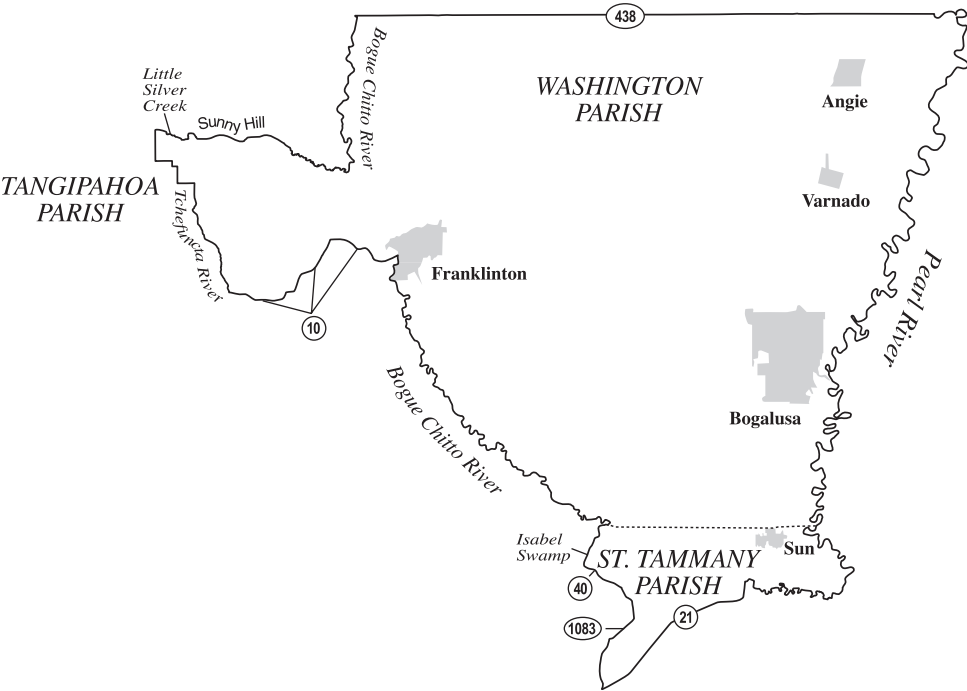 438
Bogue Chitto River
Little
Silver
Creek
Sunny Hill
WASHINGTON
PARISH
Angie
TANGIPAHOA
PARISH
Tchefuncta River
Varnado
Franklinton
10
Pearl River
Bogue Chitto River
Bogalusa
Isabel
Swamp
Sun
ST. TAMMANY
PARISH
40
1083
21